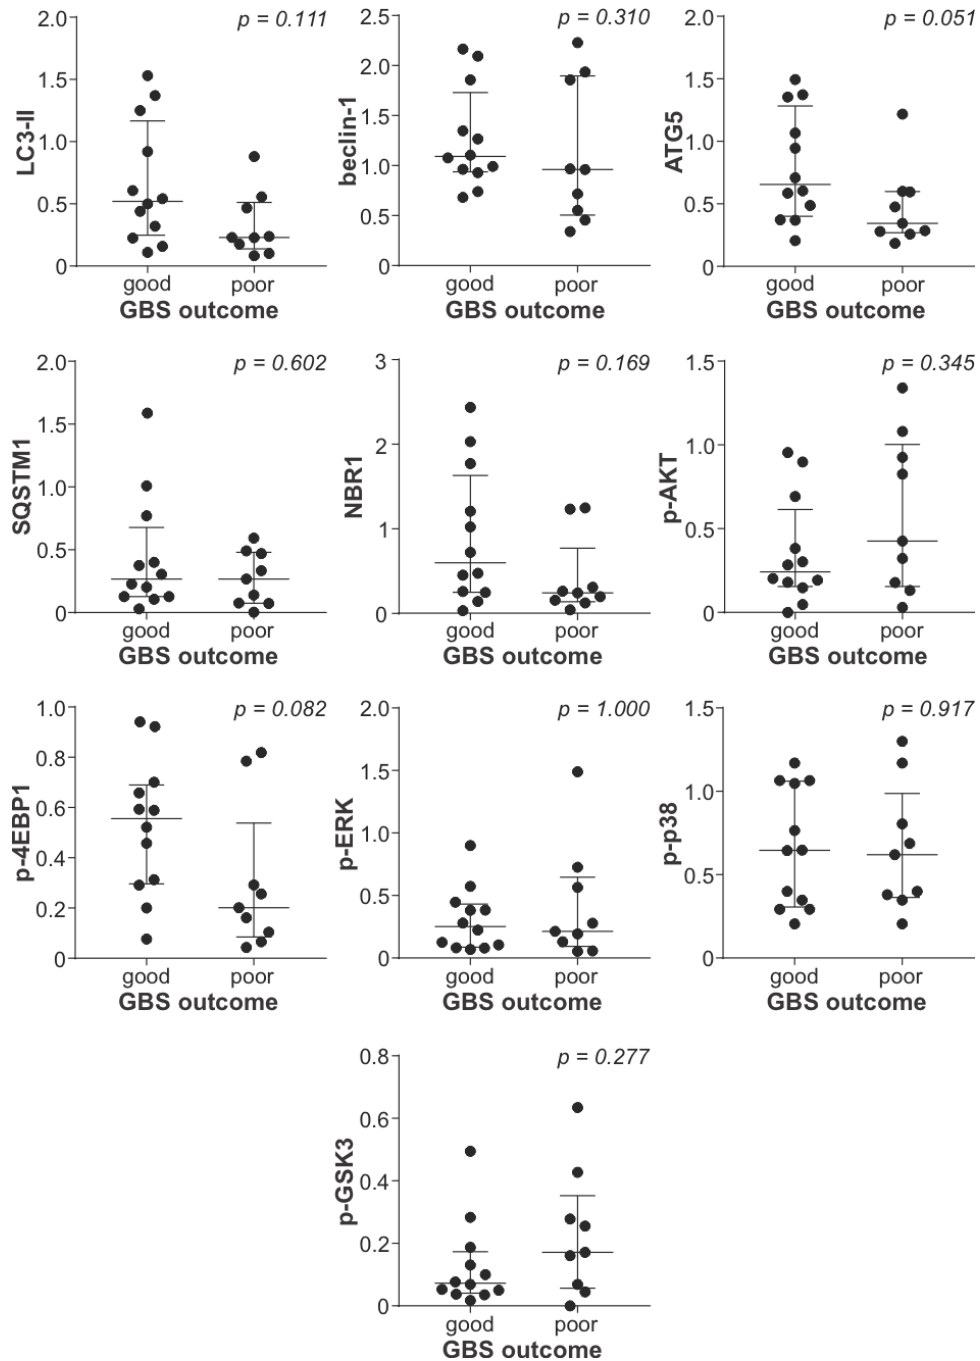 p = 0.111
2.0
1.5
1.0
0.5
0
LC3-II
good
poor
GBS outcome
p = 0.310
2.5
2.0
1.5
1.0
0.5
0
beclin-1
good
poor
GBS outcome
p = 0.051
2.0
1.5
1.0
0.5
0
ATG5
good
poor
GBS outcome
p = 0.602
2.0
1.5
1.0
0.5
0
SQSTM1
good
poor
GBS outcome
p = 0.169
3
2
1
0
NBR1
good
poor
GBS outcome
p = 0.345
1.5
1.0
0.5
0
p-AKT
good
poor
GBS outcome
p = 0.082
1.0
0.8
0.6
0.4
0.2
0
p-4EBP1
good
poor
GBS outcome
p = 1.000
2.0
1.5
1.0
0.5
0
p-ERK
good
poor
GBS outcome
p = 0.917
1.5
1.0
0.5
0
p-p38
good
poor
GBS outcome
p = 0.277
0.8
0.6
0.4
0.2
0
p-GSK3
good
poor
GBS outcome